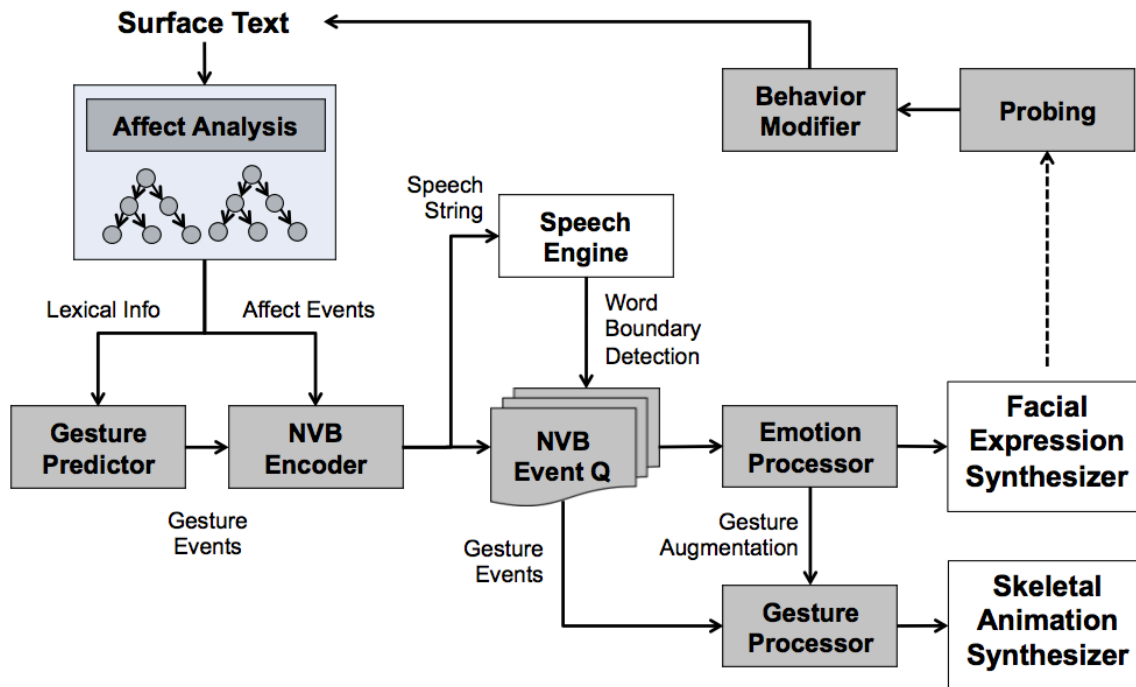 Surface Text
Affect Analysis
Behavior
Modifier
Probing
Speech
String
Speech
Engine
Lexical Info
Affect Events
Word
Boundary
Detection
Gesture
Predictor
NVB
Encoder
NVB
Event Q
Emotion
Processor
Facial
Expression
Synthesizer
Gesture
Events
Gesture
Events
Gesture
Augmentation
Gesture
Processor
Skeletal
Animation
Synthesizer